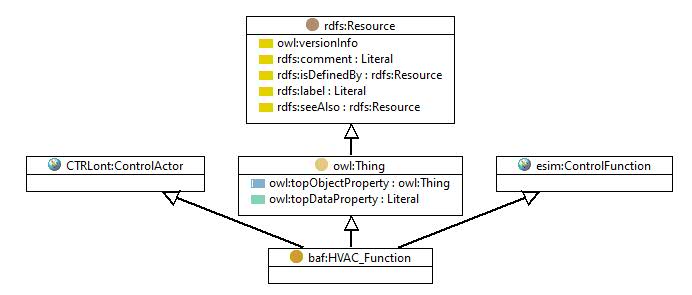 rdfs:Resource
owl:versionInfo
rdfs:comment : Literal
rdfs:isDefinedBy : rdfs:Resource
rdfs:label : Literal
rdfs:seeAlso : rdfs:Resource
CTRLont:ControlActor
owl:Thing
owl:topObjectProperty : owl:Thing
owl:topDataProperty : Literal
esim:ControlFunction
baf:HVAC_Function